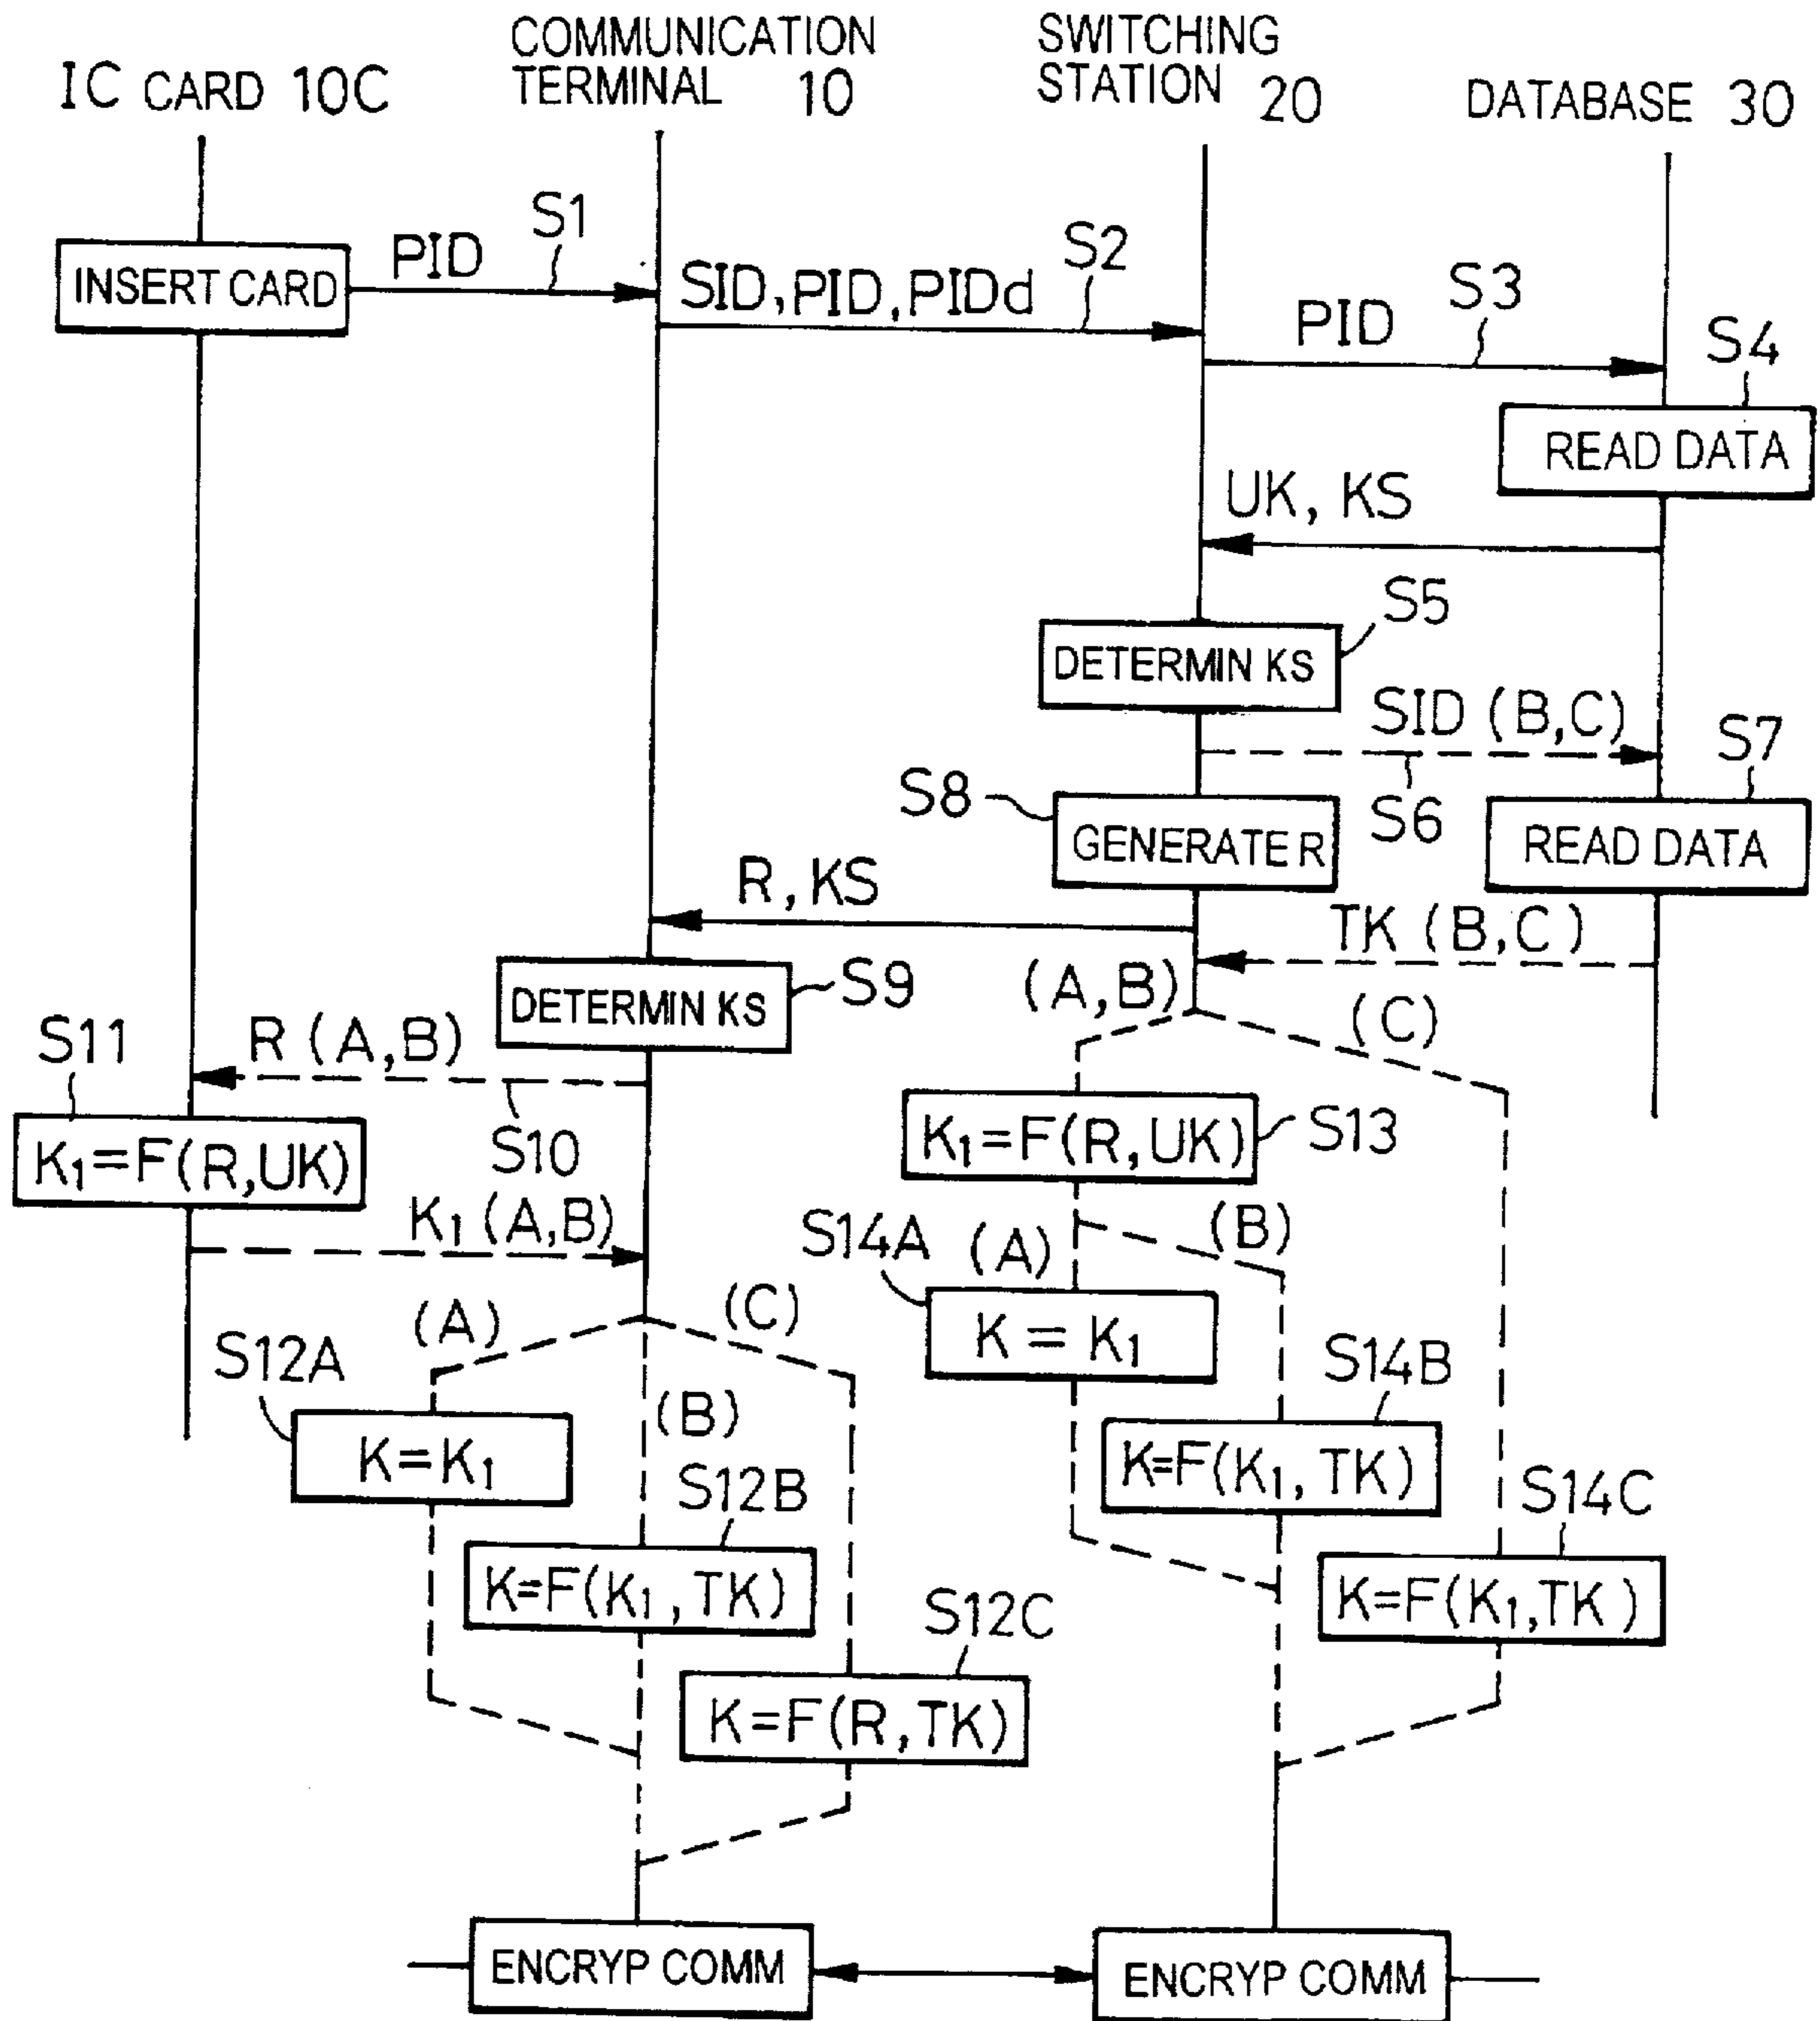 IC CARD 10C
COMMUNICATION
TERMINAL 10
SWITCHING
STATION 20
DATABASE 30
INSERT CARD
PID
S1
SID, PID, PIDd
S2
PID
S3
S4
READ DATA
UK, KS
S5
DETERMIN KS
SID (B,C)
S6
S7
READ DATA
S8
GENERATE R
R, KS
TK (B,C)
S9
DETERMIN KS
(A,B)
(C)
R (A,B)
S10
S11
K1=F(R,UK)
K1=F(R,UK)
S13
K1 (A,B)
S14A
(A)
(B)
K = K1
(A)
(C)
S12A
(B)
K=K1
S14B
K=F(K1, TK)
S12B
K=F(K1, TK)
S14C
K=F(K1,TK)
S12C
K=F(R,TK)
ENCRYP COMM
ENCRYP COMM